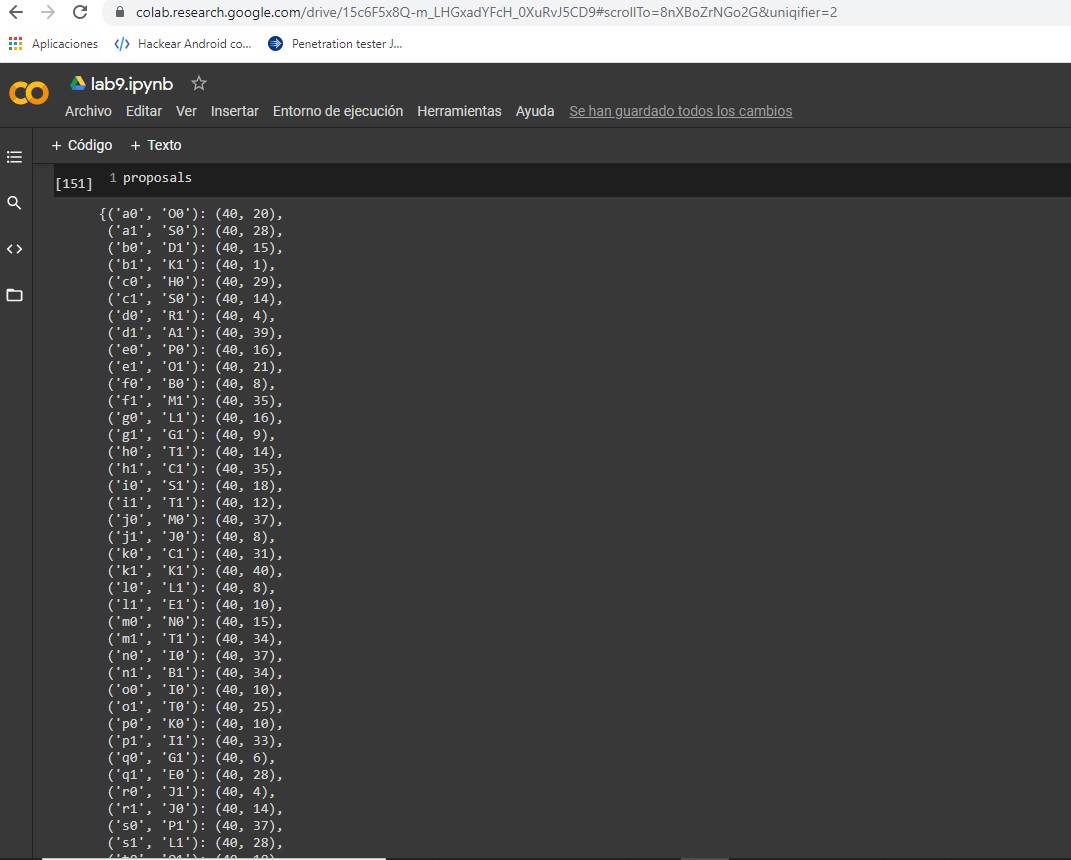 colab.research.google.com/drive/15c6F5x8Q-m_LHGxadYFcH_0XuRvJ5CD9#scrollTo=8nXBoZrNGo2G&uniqifier=2
Aplicaciones Hackear Android co... Penetration tester J...
lab9.ipynb
Archivo Editar Ver Insertar Entorno de ejecución Herramientas Ayuda Se han guardado todos los cambios
+ Código + Texto
[151] 1 proposals
{('a0', 'O0'): (40, 20),
('a1', 'S0'): (40, 28),
('b0', 'D1'): (40, 15),
('b1', 'K1'): (40, 1),
('c0', 'H0'): (40, 29),
('c1', 'S0'): (40, 14),
('d0', 'R1'): (40, 4),
('d1', 'A1'): (40, 39),
('e0', 'P0'): (40, 16),
('e1', 'O1'): (40, 21),
('f0', 'B0'): (40, 8),
('f1', 'M1'): (40, 35),
('g0', 'L1'): (40, 16),
('g1', 'G1'): (40, 9),
('h0', 'T1'): (40, 14),
('h1', 'C1'): (40, 35),
('i0', 'S1'): (40, 18),
('i1', 'T1'): (40, 12),
('j0', 'M0'): (40, 37),
('j1', 'J0'): (40, 8),
('k0', 'C1'): (40, 31),
('k1', 'K1'): (40, 40),
('l0', 'L1'): (40, 8),
('l1', 'E1'): (40, 10),
('m0', 'N0'): (40, 15),
('m1', 'T1'): (40, 34),
('n0', 'I0'): (40, 37),
('n1', 'B1'): (40, 34),
('o0', 'I0'): (40, 10),
('o1', 'T0'): (40, 25),
('p0', 'K0'): (40, 10),
('p1', 'I1'): (40, 33),
('q0', 'G1'): (40, 6),
('q1', 'E0'): (40, 28),
('r0', 'J1'): (40, 4),
('r1', 'J0'): (40, 14),
('s0', 'P1'): (40, 37),
('s1', 'L1'): (40, 28),